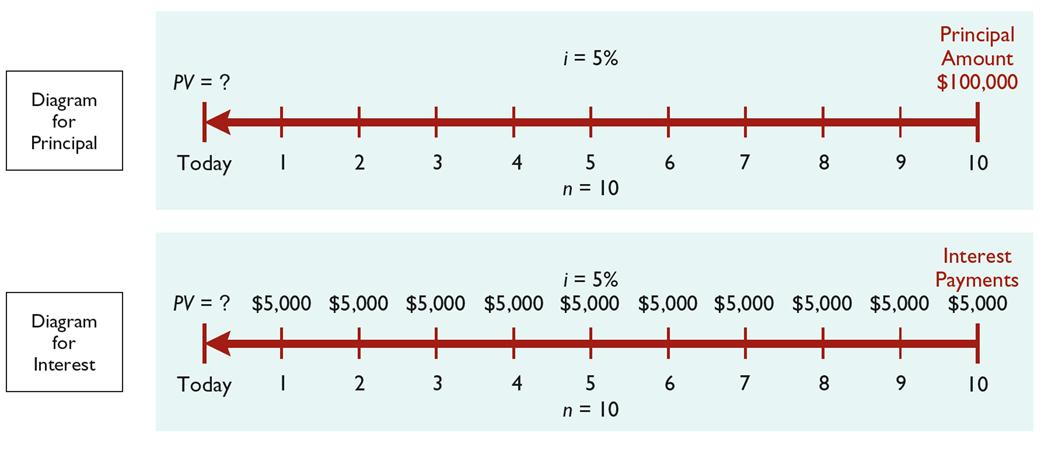 Diagram
for
Principal
Principal
Amount
i = 5%
PV = ? $100,000
Today 1 2 3 4 5 6 7 8 9 10
n = 10
Diagram
for
Interest
Interest
i = 5% Payments
PV = ? $5,000 $5,000 $5,000 $5,000 $5,000 $5,000 $5,000 $5,000 $5,000 $5,000
Today 1 2 3 4 5 6 7 8 9 10
n = 10